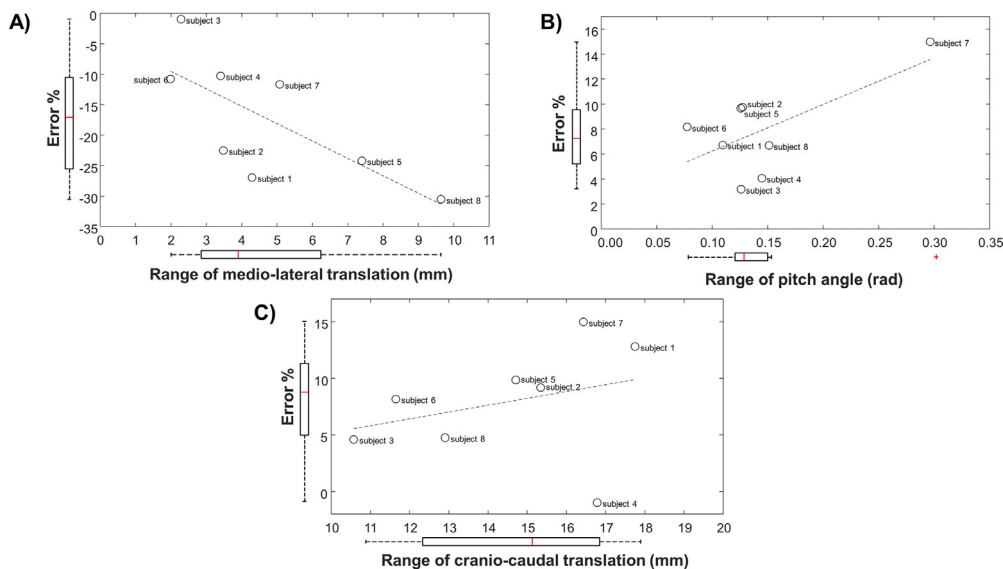 A)
Error %
0
-5
-10
-15
-20
-25
-30
-35
subject 3
subject 6
subject 4
subject 7
subject 2
subject 1
subject 5
subject 8
0 1 2 3 4 5 6 7 8 9 10 11
Range of medio-lateral translation (mm)
B)
Error %
16
14
12
10
8
6
4
2
0
subject 7
subject 2
subject 5
subject 6
subject 1
subject 8
subject 4
subject 3
0.00 0.05 0.10 0.15 0.20 0.25 0.30 0.35
Range of pitch angle (rad)
C)
Error %
15
10
5
0
subject 7
subject 1
subject 5
subject 2
subject 6
subject 3
subject 8
subject 4
10 11 12 13 14 15 16 17 18 19 20
Range of cranio-caudal translation (mm)